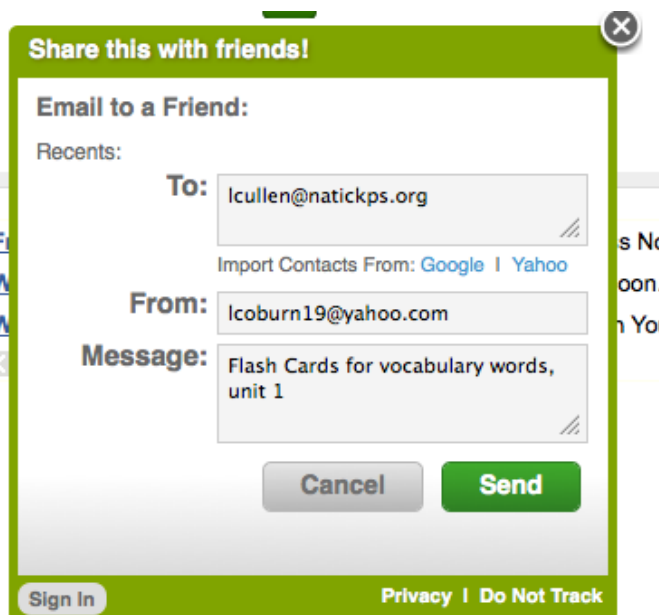 Share this with friends!
Email to a Friend:
Recents:
To: lcullen@natickps.org
Import Contacts From: Google | Yahoo
From: lcoburn19@yahoo.com
Message: Flash Cards for vocabulary words,
unit 1
Cancel Send
Sign In Privacy | Do Not Track